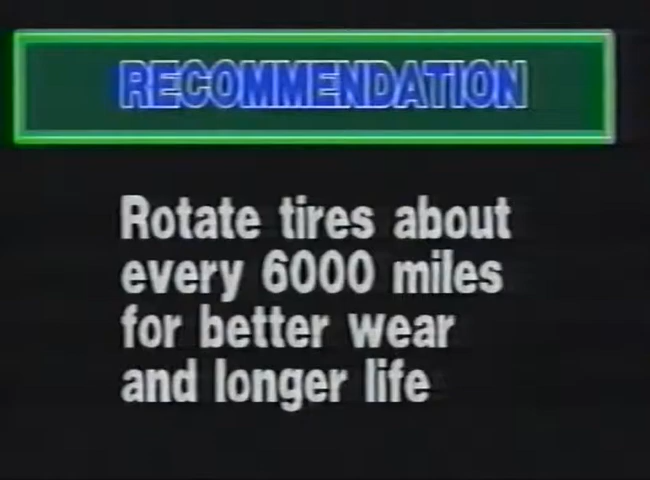 RECOMMENDATION
Rotate tires about
every 6000 miles
for better wear
and longer life